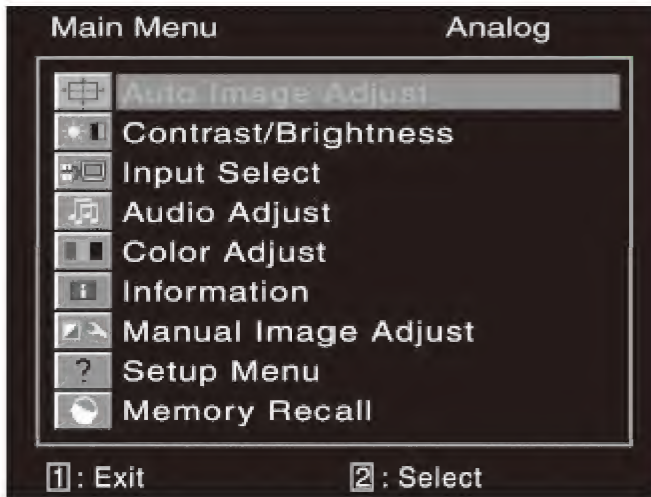 Main Menu Analog
Auto Image Adjust
Contrast/Brightness
Input Select
Audio Adjust
Color Adjust
Information
Manual Image Adjust
Setup Menu
Memory Recall
1 : Exit 2 : Select